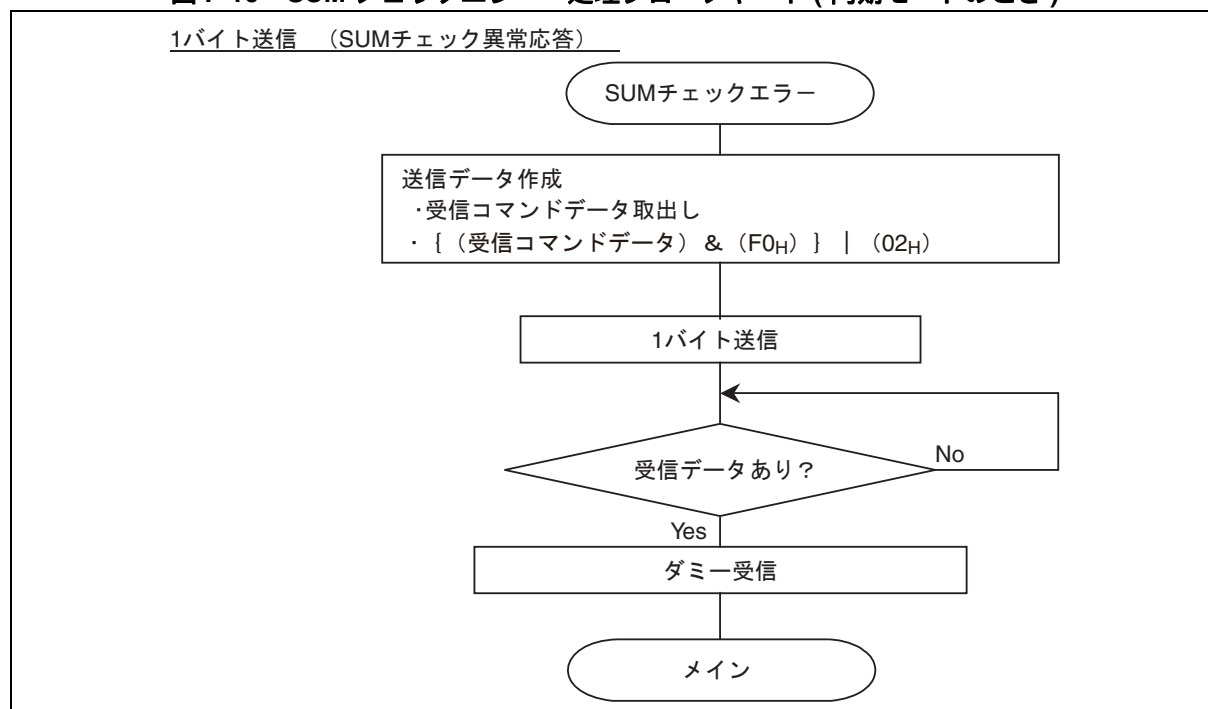 1バイト送信　（SUMチェック異常応答）
SUMチェックエラー
送信データ作成
・受信コマンドデータ取出し
・｛（受信コマンドデータ）＆（F0H）｝ | （02H）
1バイト送信
受信データあり？
No
Yes
ダミー受信
メイン